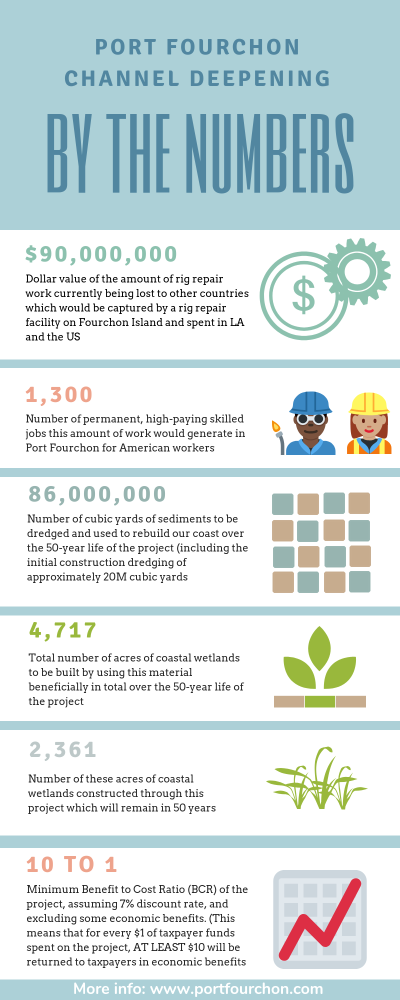 PORT FOURCHON
CHANNEL DEEPENING
BY THE NUMBERS
$90,000,000
Dollar value of the amount of rig repair
work currently being lost to other countries
which would be captured by a rig repair
facility on Fourchon Island and spent in LA
and the US
$
1,300
Number of permanent, high-paying skilled
jobs this amount of work would generate in
Port Fourchon for American workers
86,000,000
Number of cubic yards of sediments to be
dredged and used to rebuild our coast over
the 50-year life of the project (including the
initial construction dredging of
approximately 20M cubic yards
4,717
Total number of acres of coastal wetlands
to be built by using this material
beneficially in total over the 50-year life of
the project
2,361
Number of these acres of coastal
wetlands constructed through this
project which will remain in 50 years
10 TO 1
Minimum Benefit to Cost Ratio (BCR) of the
project, assuming 7% discount rate, and
excluding some economic benefits. (This
means that for every $1 of taxpayer funds
spent on the project, AT LEAST $10 will be
returned to taxpayers in economic benefits
More info: www.portfourchon.com